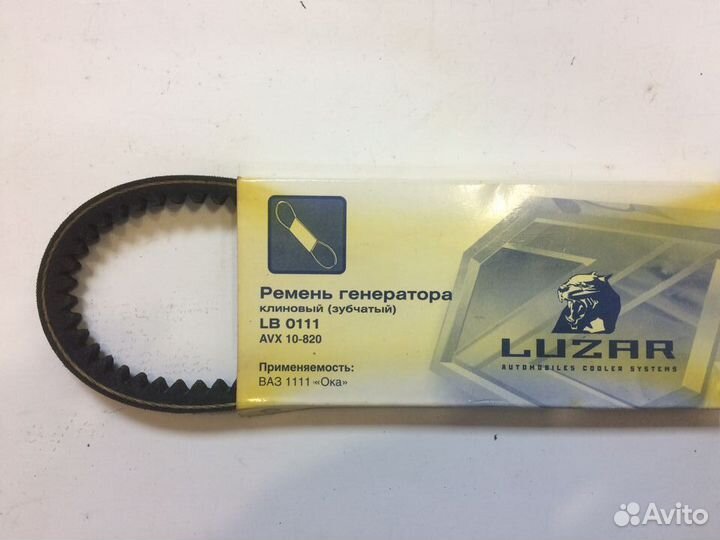 Ремень генератора
клиновый (зубчатый)
LB 0111
AVX 10-820
Применяемость:
ВАЗ 1111 «Ока»
LUZAR
AUTOMOBILES COOLER SYSTEMS
Avito